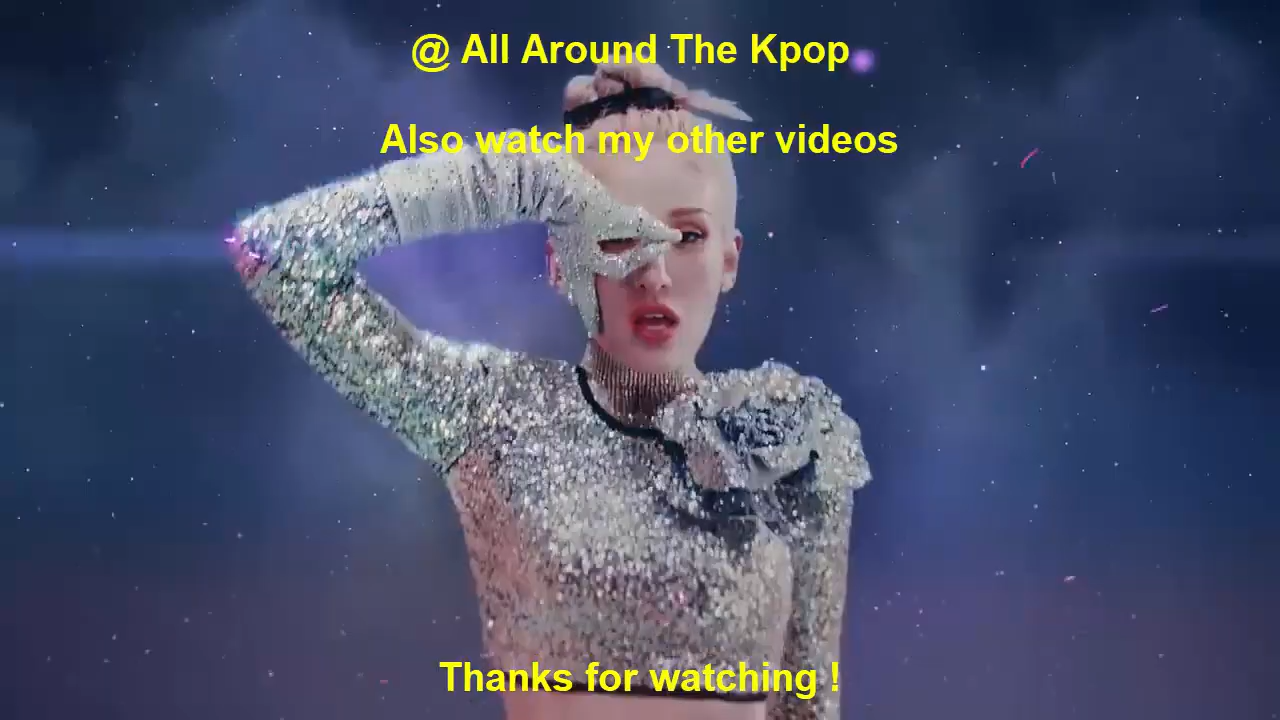 @ All Around The Kpop
Also watch my other videos
Thanks for watching !